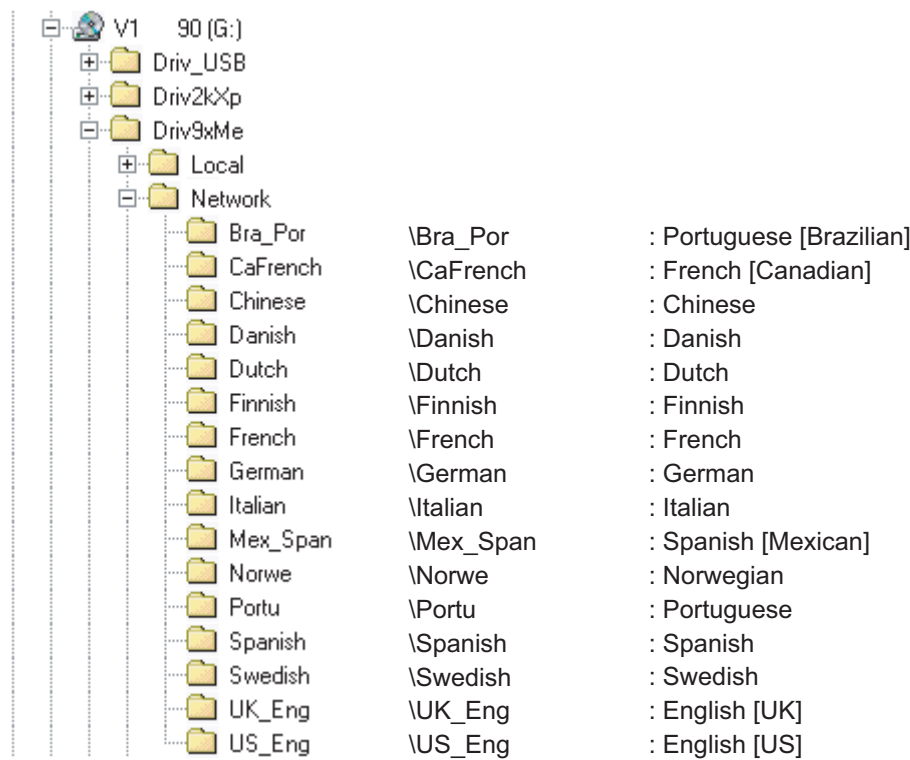 V1 90 (G:)
Driv_USB
Driv2kXp
Driv9xMe
Local
Network
Bra_Por \Bra_Por : Portuguese [Brazilian]
CaFrench \CaFrench : French [Canadian]
Chinese \Chinese : Chinese
Danish \Danish : Danish
Dutch \Dutch : Dutch
Finnish \Finnish : Finnish
French \French : French
German \German : German
Italian \Italian : Italian
Mex_Span \Mex_Span : Spanish [Mexican]
Norwe \Norwe : Norwegian
Portu \Portu : Portuguese
Spanish \Spanish : Spanish
Swedish \Swedish : Swedish
UK_Eng \UK_Eng : English [UK]
US_Eng \US_Eng : English [US]